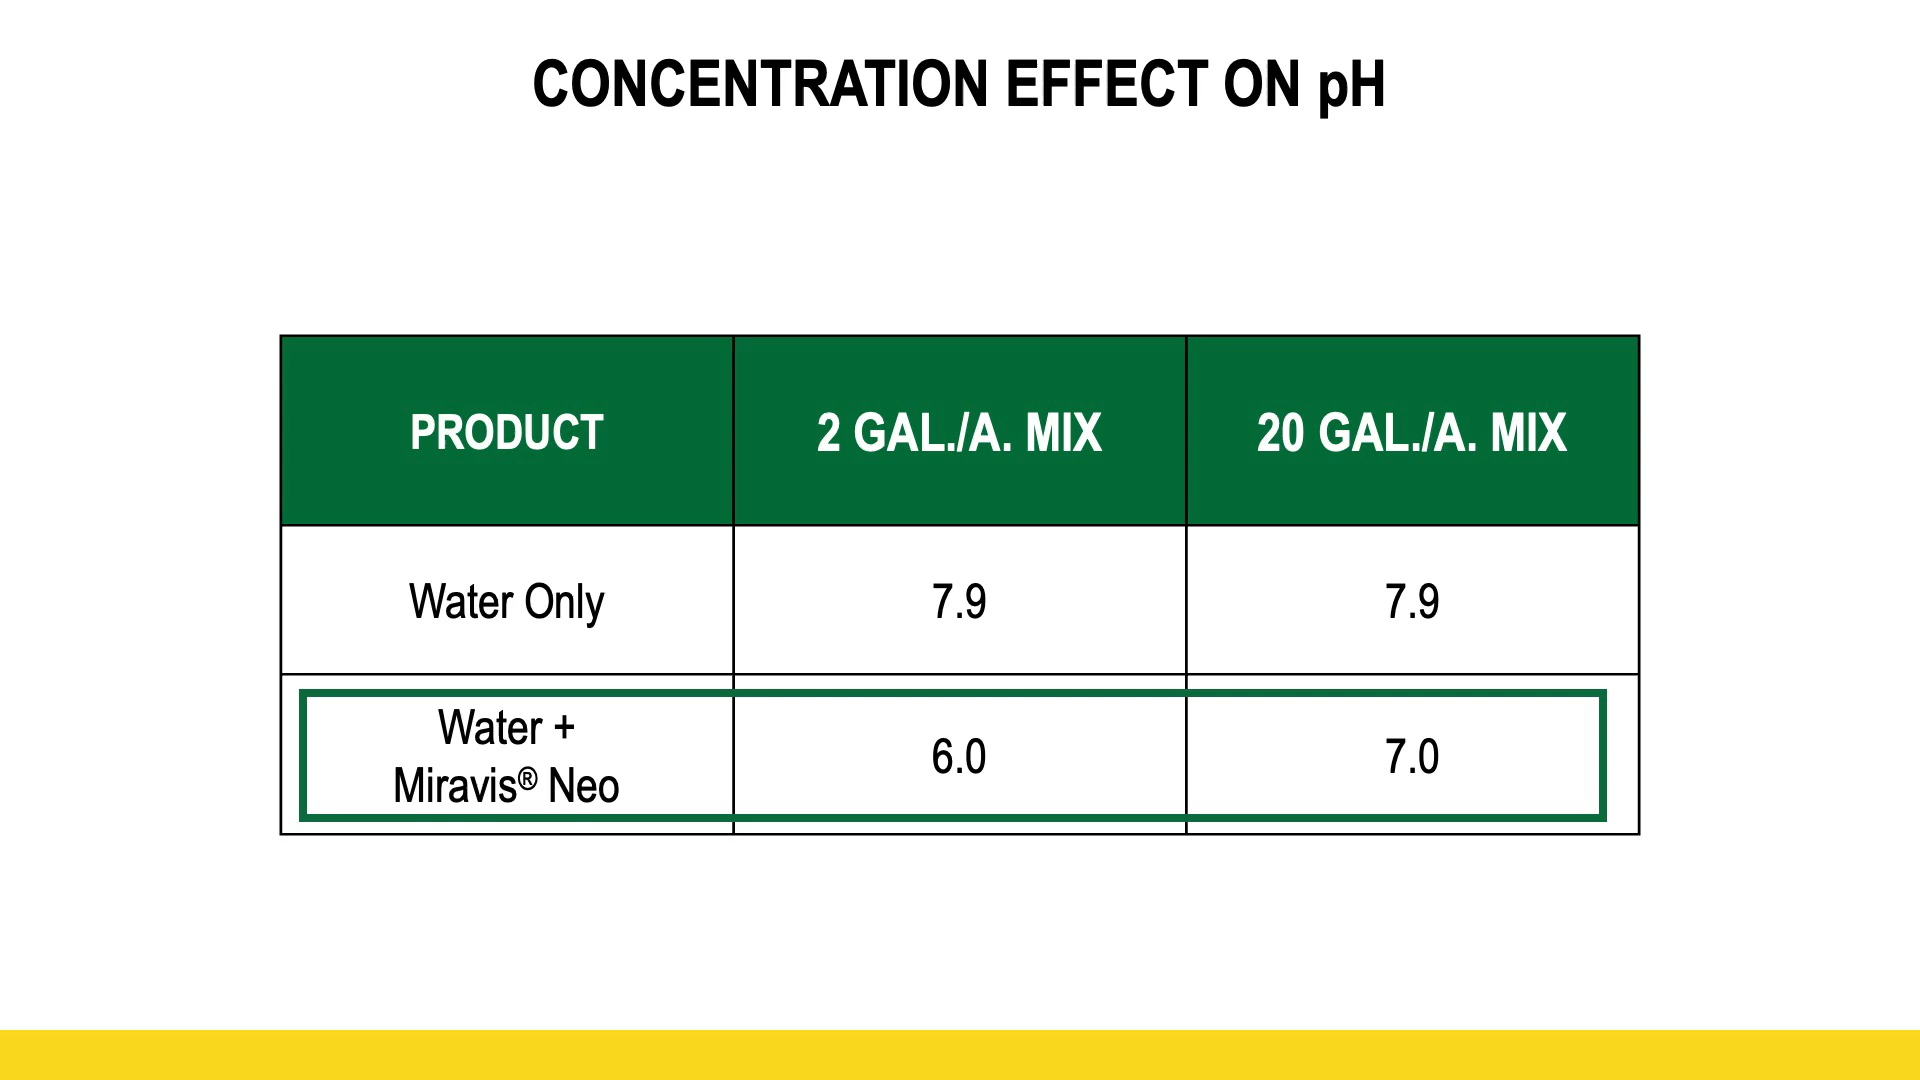 CONCENTRATION EFFECT ON pH
PRODUCT
2 GAL./A. MIX
20 GAL./A. MIX
Water Only
7.9
7.9
Water +
Miravis® Neo
6.0
7.0